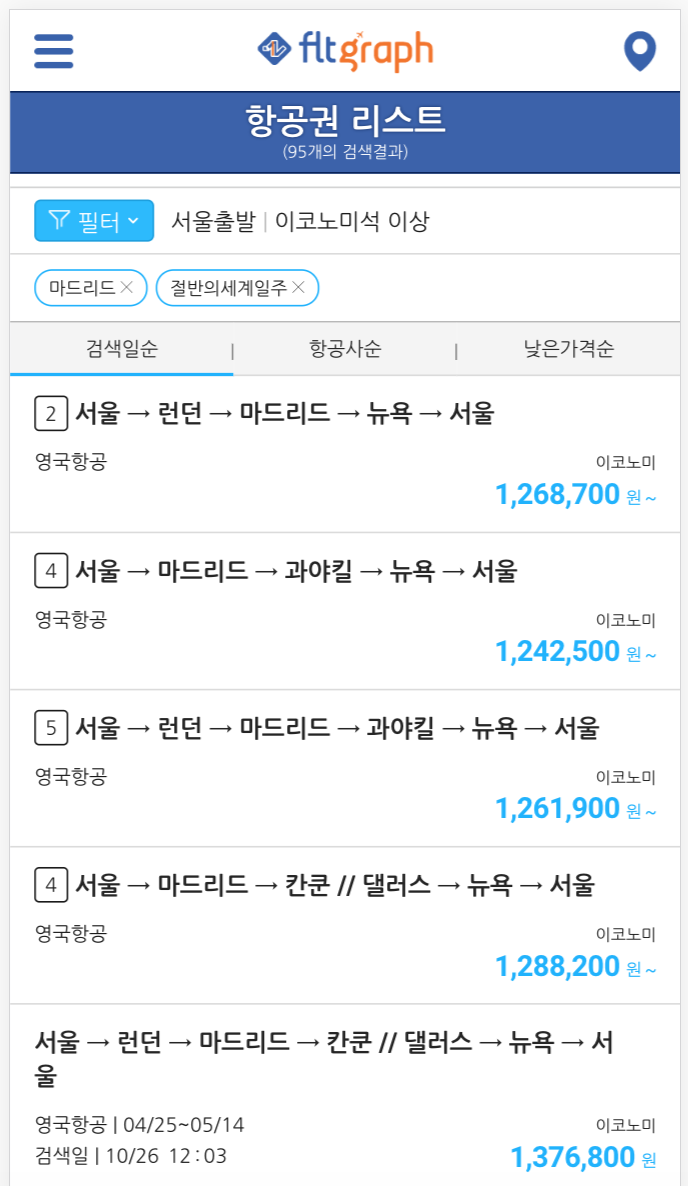 fltgraph
항공권 리스트
(95개의 검색결과)
필터 서울출발 | 이코노미석 이상
마드리드 × 절반의세계일주 ×
검색일순 | 항공사순 | 낮은가격순
2 서울 → 런던 → 마드리드 → 뉴욕 → 서울
영국항공 이코노미
1,268,700 원~
4 서울 → 마드리드 → 과야킬 → 뉴욕 → 서울
영국항공 이코노미
1,242,500 원~
5 서울 → 런던 → 마드리드 → 과야킬 → 뉴욕 → 서울
영국항공 이코노미
1,261,900 원~
4 서울 → 마드리드 → 칸쿤 // 댈러스 → 뉴욕 → 서울
영국항공 이코노미
1,288,200 원~
서울 → 런던 → 마드리드 → 칸쿤 // 댈러스 → 뉴욕 → 서
울
영국항공 | 04/25~05/14 이코노미
검색일 | 10/26 12:03 1,376,800 원